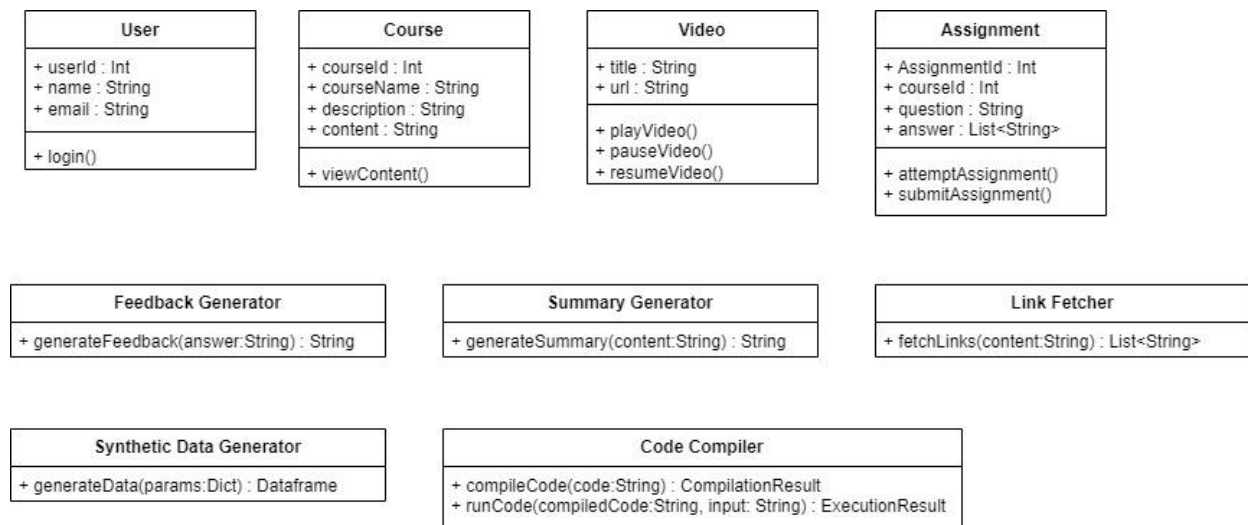 User
+ userId : Int
+ name : String
+ email : String
+ login()
Course
+ courseId : Int
+ courseName : String
+ description : String
+ content : String
+ viewContent()
Video
+ title : String
+ url : String
+ playVideo()
+ pauseVideo()
+ resumeVideo()
Assignment
+ AssignmentId : Int
+ courseId : Int
+ question : String
+ answer : List<String>
+ attemptAssignment()
+ submitAssignment()
Feedback Generator
+ generateFeedback(answer:String) : String
Summary Generator
+ generateSummary(content:String) : String
Link Fetcher
+ fetchLinks(content:String) : List<String>
Synthetic Data Generator
+ generateData(params:Dict) : Dataframe
Code Compiler
+ compileCode(code:String) : CompilationResult
+ runCode(compiledCode:String, input: String) : ExecutionResult